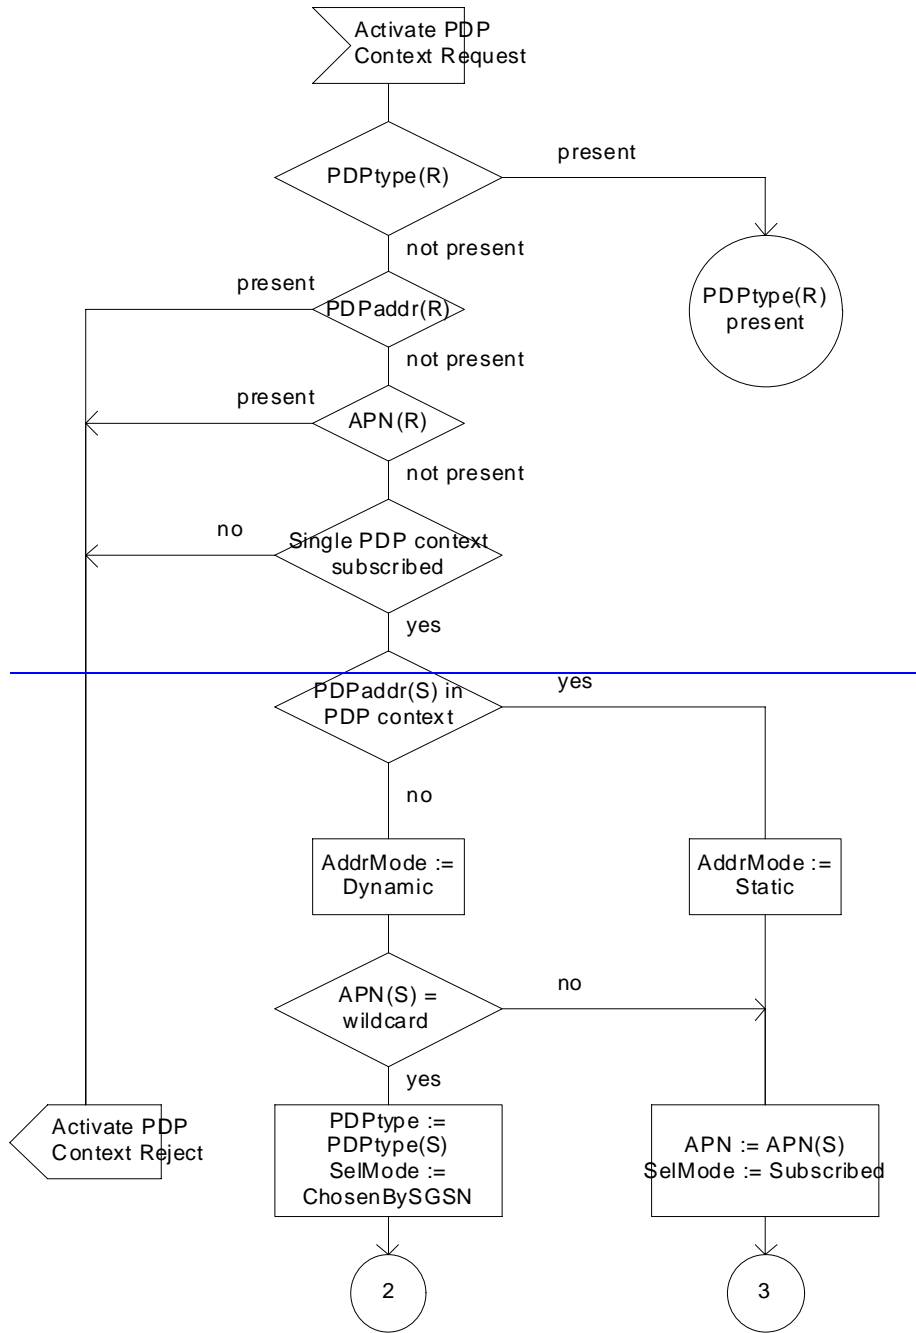 Activate PDP
Context Request
present
PDPtype(R)
not present
present
PDPaddr(R)
PDPtype(R)
present
not present
present
APN(R)
not present
no
Single PDP context
subscribed
yes
yes
PDPaddr(S) in
PDP context
no
AddrMode :=
Dynamic
AddrMode :=
Static
no
APN(S) =
wildcard
yes
Activate PDP
Context Reject
PDPtype :=
PDPtype(S)
SelMode :=
ChosenBySGSN
APN := APN(S)
SelMode := Subscribed
2
3